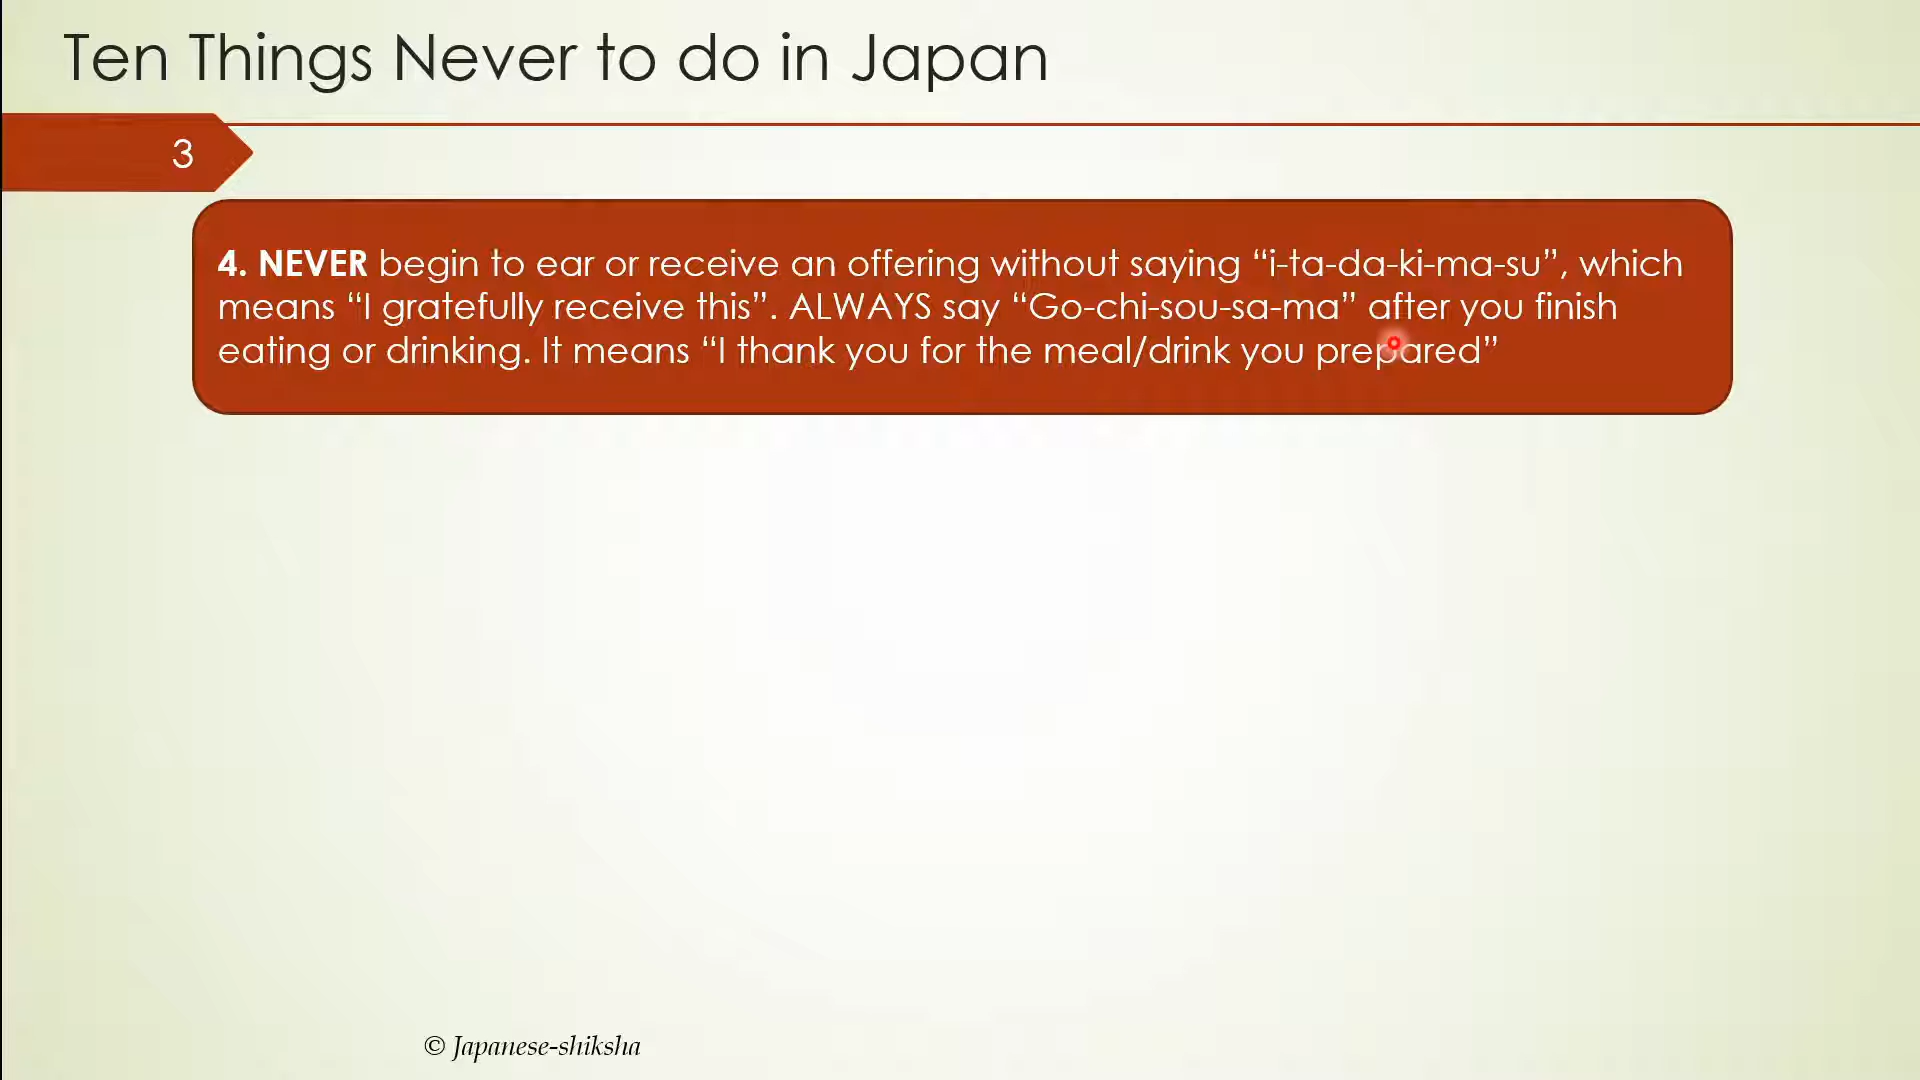 Ten Things Never to do in Japan
3
4. NEVER begin to ear or receive an offering without saying “i-ta-da-ki-ma-su”, which
means “I gratefully receive this”. ALWAYS say “Go-chi-sou-sa-ma” after you finish
eating or drinking. It means “I thank you for the meal/drink you prepared”
© Japanese-shiksha